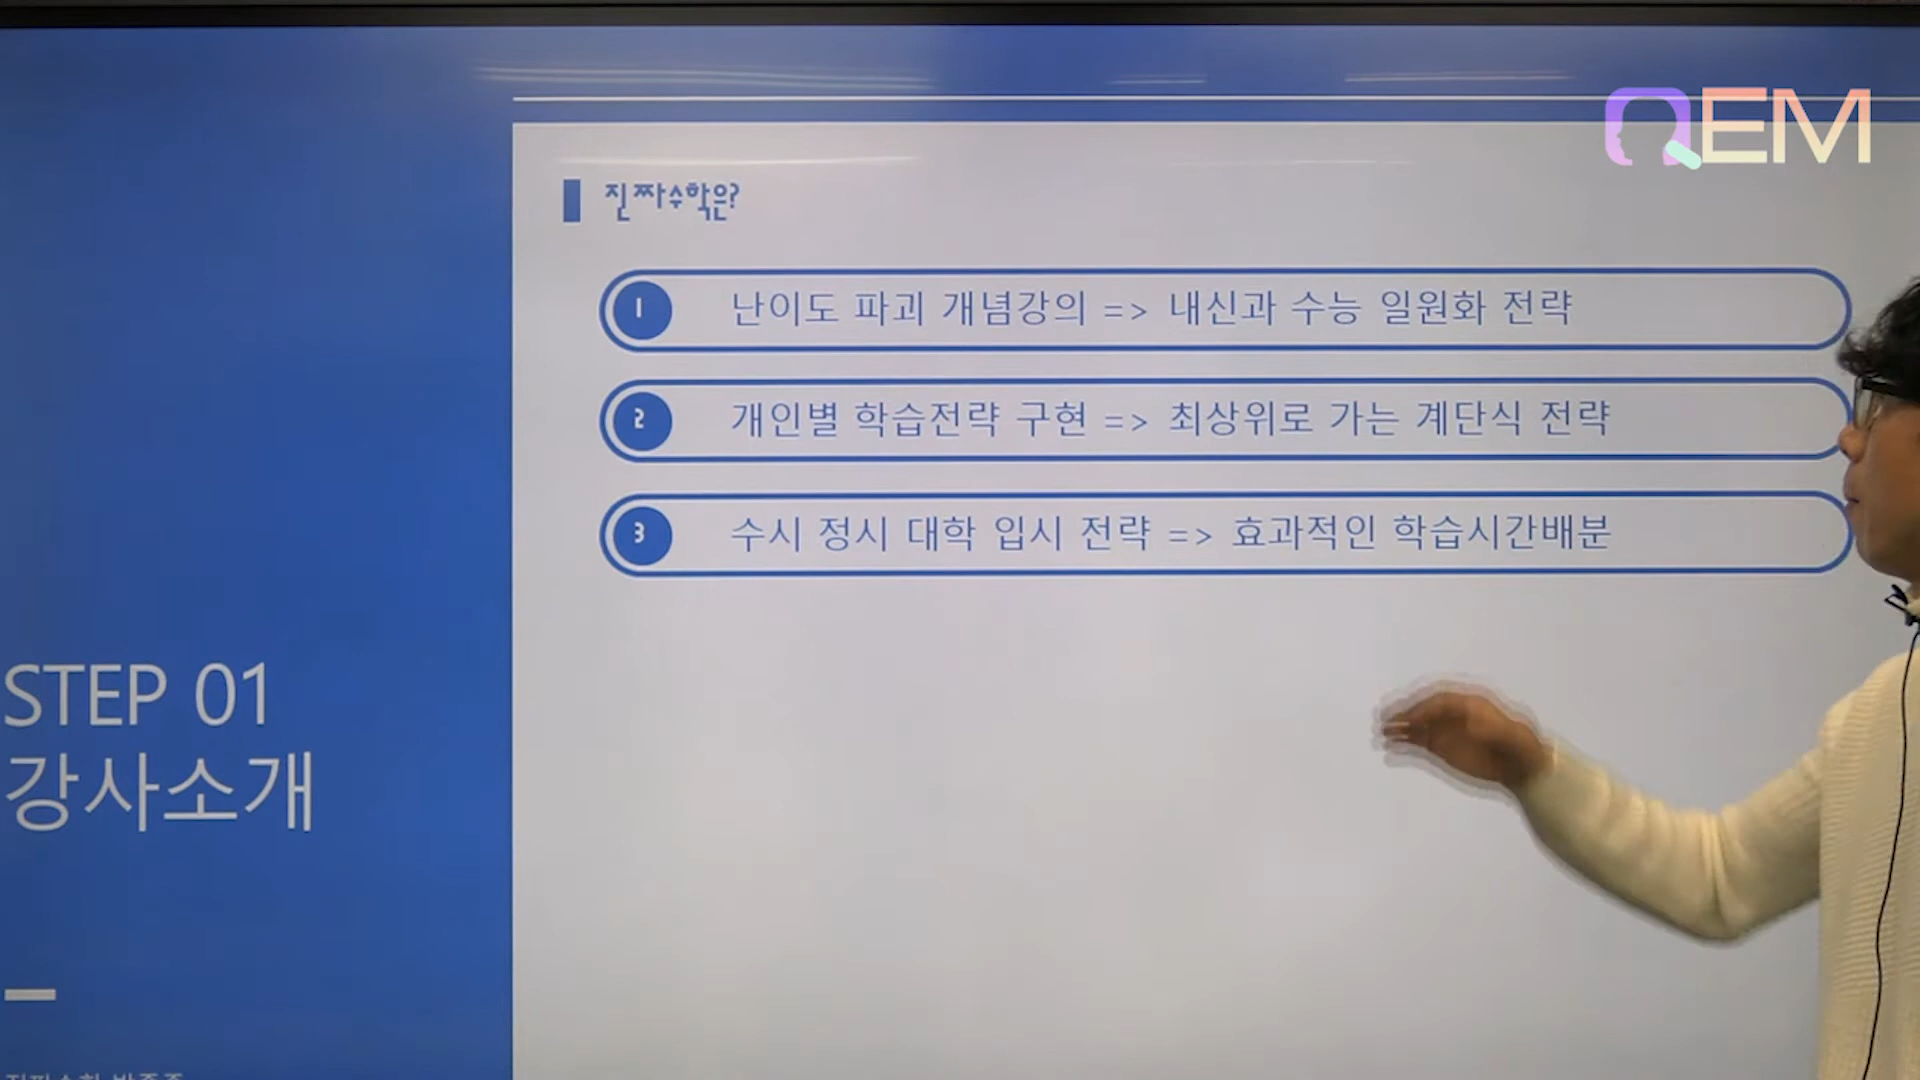 QEM
진짜수학은?
1 난이도 파괴 개념강의 => 내신과 수능 일원화 전략
2 개인별 학습전략 구현 => 최상위로 가는 계단식 전략
3 수시 정시 대학 입시 전략 => 효과적인 학습시간배분
STEP 01
강사소개